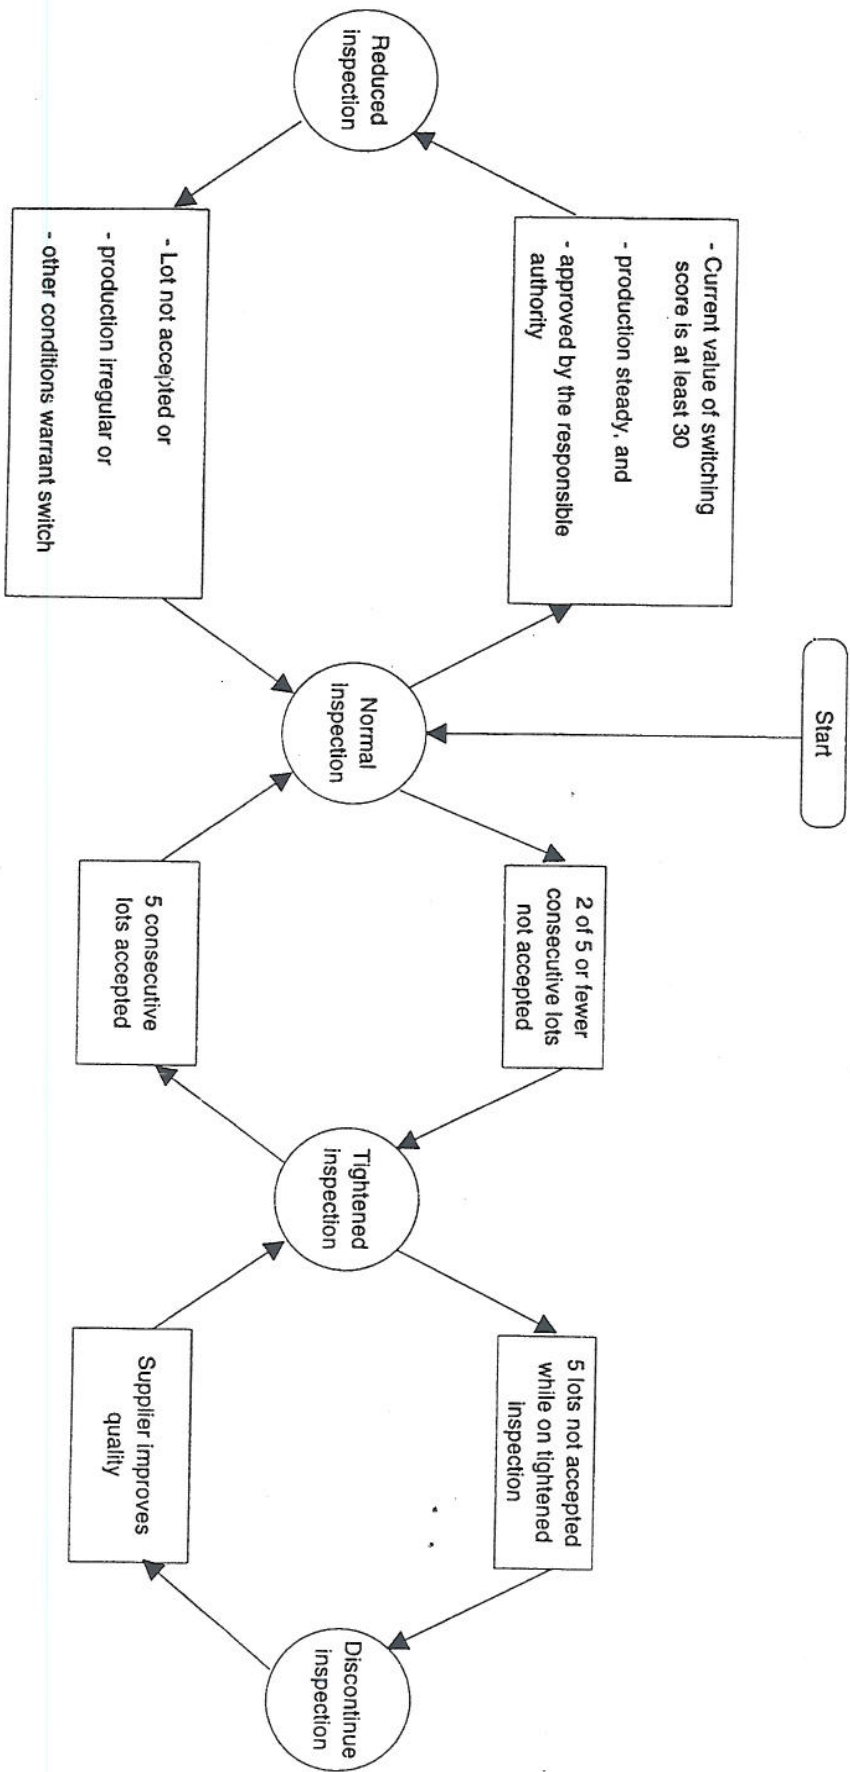 Start
- Current value of switching
score is at least 30
- production steady, and
- approved by the responsible
authority
2 of 5 or fewer
consecutive lots
not accepted
5 lots not accepted
while on tightened
inspection
Reduced
inspection
Normal
inspection
Tightened
inspection
Discontinue
inspection
- Lot not accepted or
- production irregular or
- other conditions warrant switch
5 consecutive
lots accepted
Supplier improves
quality